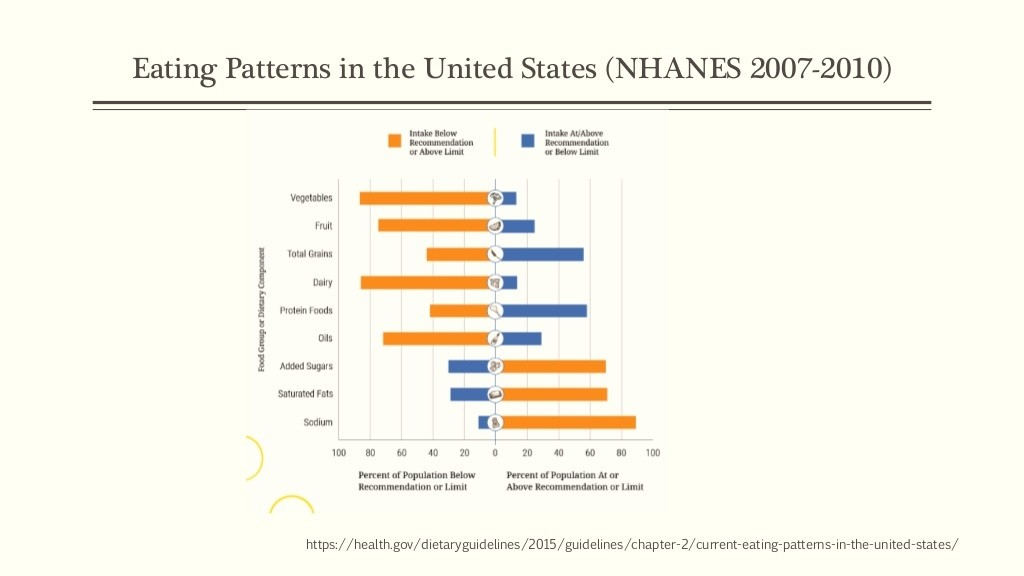 Eating Patterns in the United States (NHANES 2007-2010)
Intake Below
Recommendation
or Above Limit
Intake At/Above
Recommendation
or Below Limit
Food Group or Dietary Component
Vegetables
Fruit
Total Grains
Dairy
Protein Foods
Oils
Added Sugars
Saturated Fats
Sodium
100 80 60 40 20 0 20 40 60 80 100
Percent of Population Below
Recommendation or Limit
Percent of Population At or
Above Recommendation or Limit
https://health.gov/dietaryguidelines/2015/guidelines/chapter-2/current-eating-patterns-in-the-united-states/